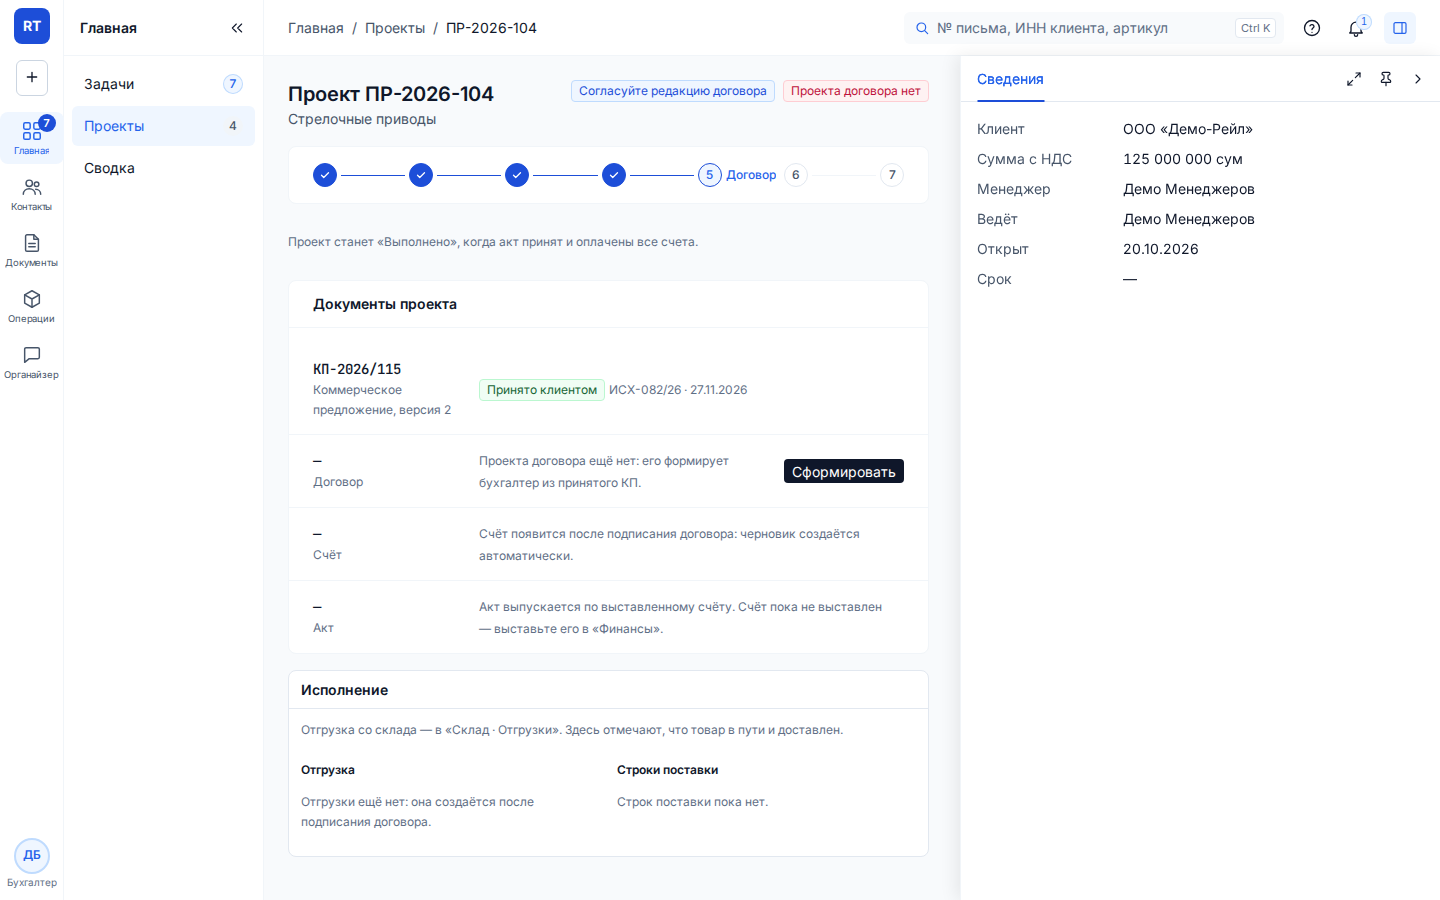 RT
Главная
Главная / Проекты / ПР-2026-104
№ письма, ИНН клиента, артикул
Ctrl K
1
7
Главная
Контакты
Документы
Операции
Органайзер
ДБ
Бухгалтер
Задачи 7
Проекты 4
Сводка
Проект ПР-2026-104
Согласуйте редакцию договора
Проекта договора нет
Стрелочные приводы
5 Договор 6 7
Проект станет «Выполнено», когда акт принят и оплачены все счета.
Документы проекта
КП-2026/115
Коммерческое
предложение, версия 2
Принято клиентом ИСХ-082/26 · 27.11.2026
—
Договор
Проекта договора ещё нет: его формирует
бухгалтер из принятого КП.
Сформировать
—
Счёт
Счёт появится после подписания договора: черновик создаётся
автоматически.
—
Акт
Акт выпускается по выставленному счёту. Счёт пока не выставлен
— выставьте его в «Финансы».
Исполнение
Отгрузка со склада — в «Склад · Отгрузки». Здесь отмечают, что товар в пути и доставлен.
Отгрузка
Отгрузки ещё нет: она создаётся после
подписания договора.
Строки поставки
Строк поставки пока нет.
Сведения
Клиент ООО «Демо-Рейл»
Сумма с НДС 125 000 000 сум
Менеджер Демо Менеджеров
Ведёт Демо Менеджеров
Открыт 20.10.2026
Срок —